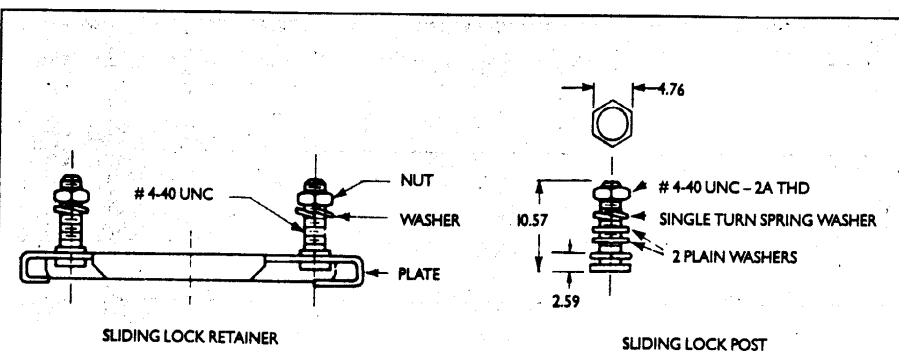 4.76
# 4-40 UNC
NUT
WASHER
PLATE
# 4-40 UNC – 2A THD
SINGLE TURN SPRING WASHER
2 PLAIN WASHERS
10.57
2.59
SLIDING LOCK RETAINER
SLIDING LOCK POST